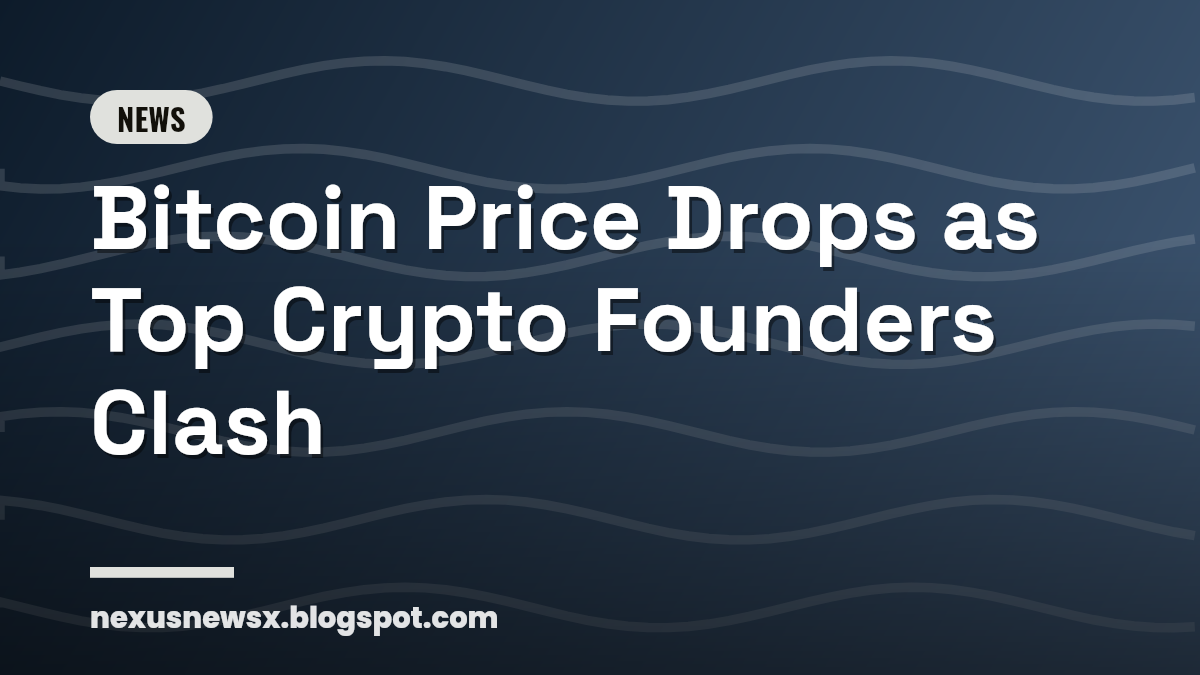 NEWS
Bitcoin Price Drops as
Top Crypto Founders
Clash
nexusnewsx.blogspot.com